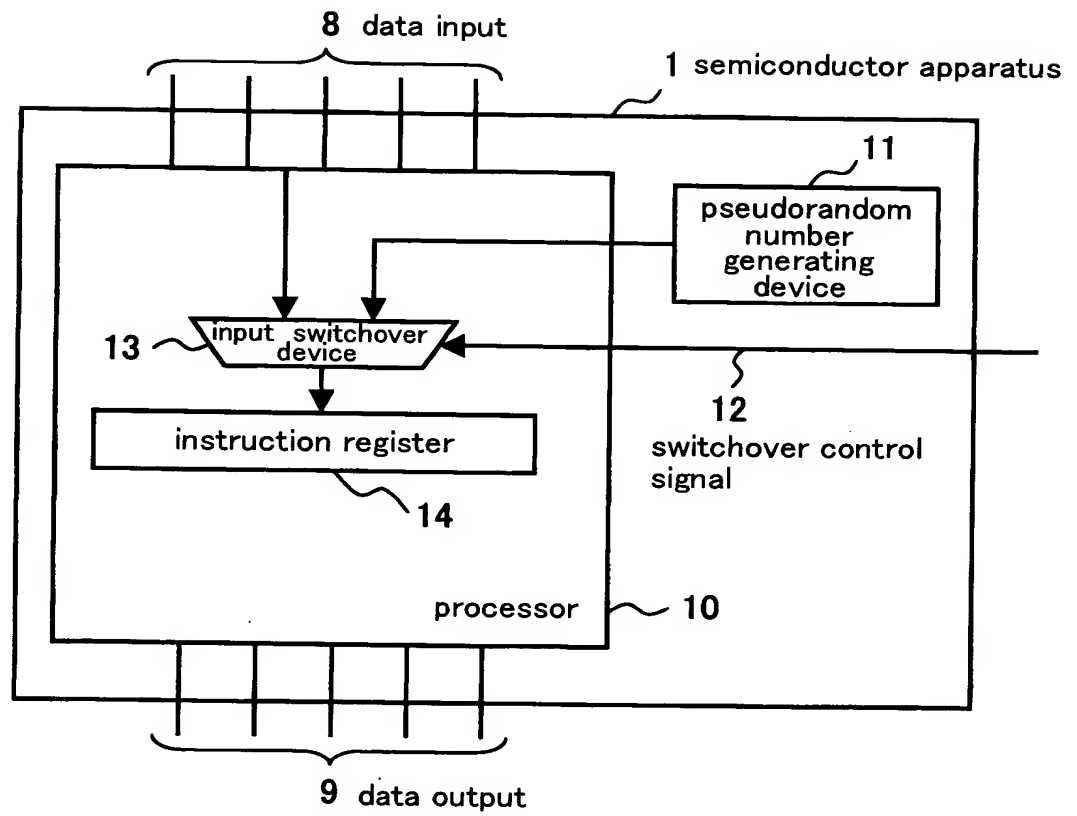 8 data input
1 semiconductor apparatus
11
pseudorandom
number
generating
device
input switchover
device
13
12
switchover control
signal
instruction register
14
processor
10
9 data output